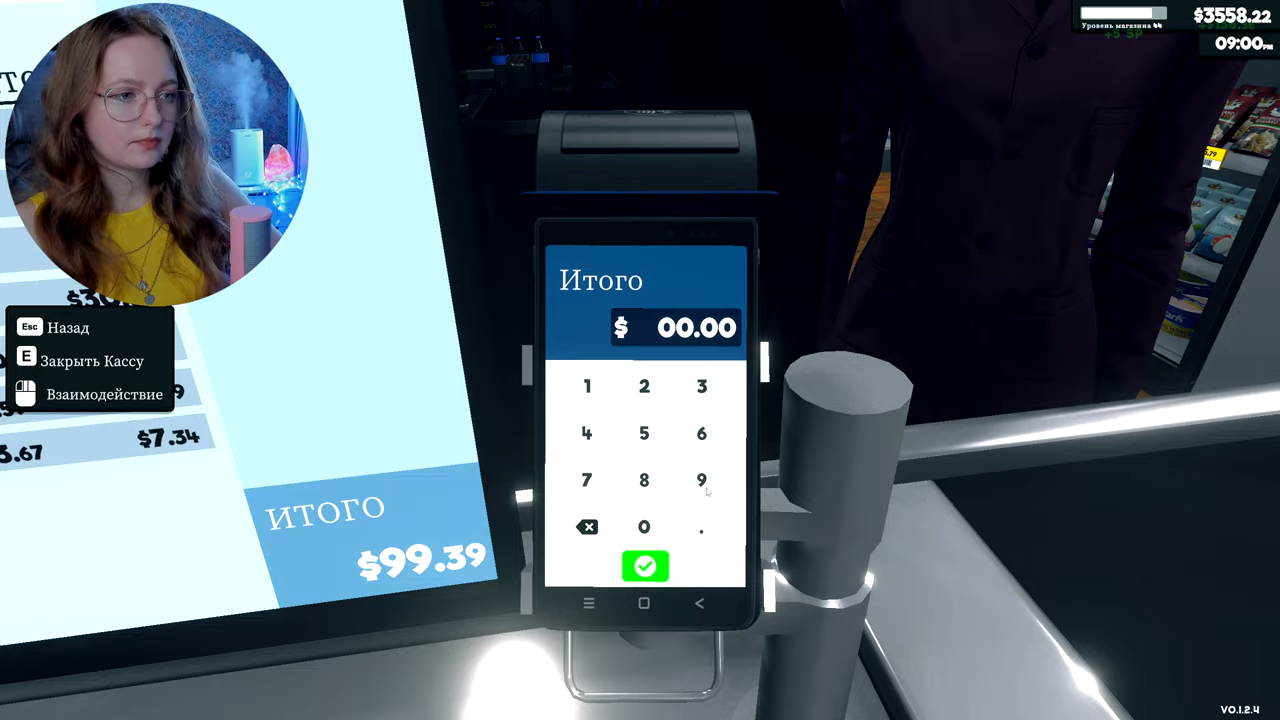 $3558.22
Уровень магазина
+5 SP
09:00PM
Esc Назад
E Закрыть Кассу
Взаимодействие
$7.34
ИТОГО
$99.39
Итого
$ 00.00
1 2 3
4 5 6
7 8 9
0 .
V0.1.2.4